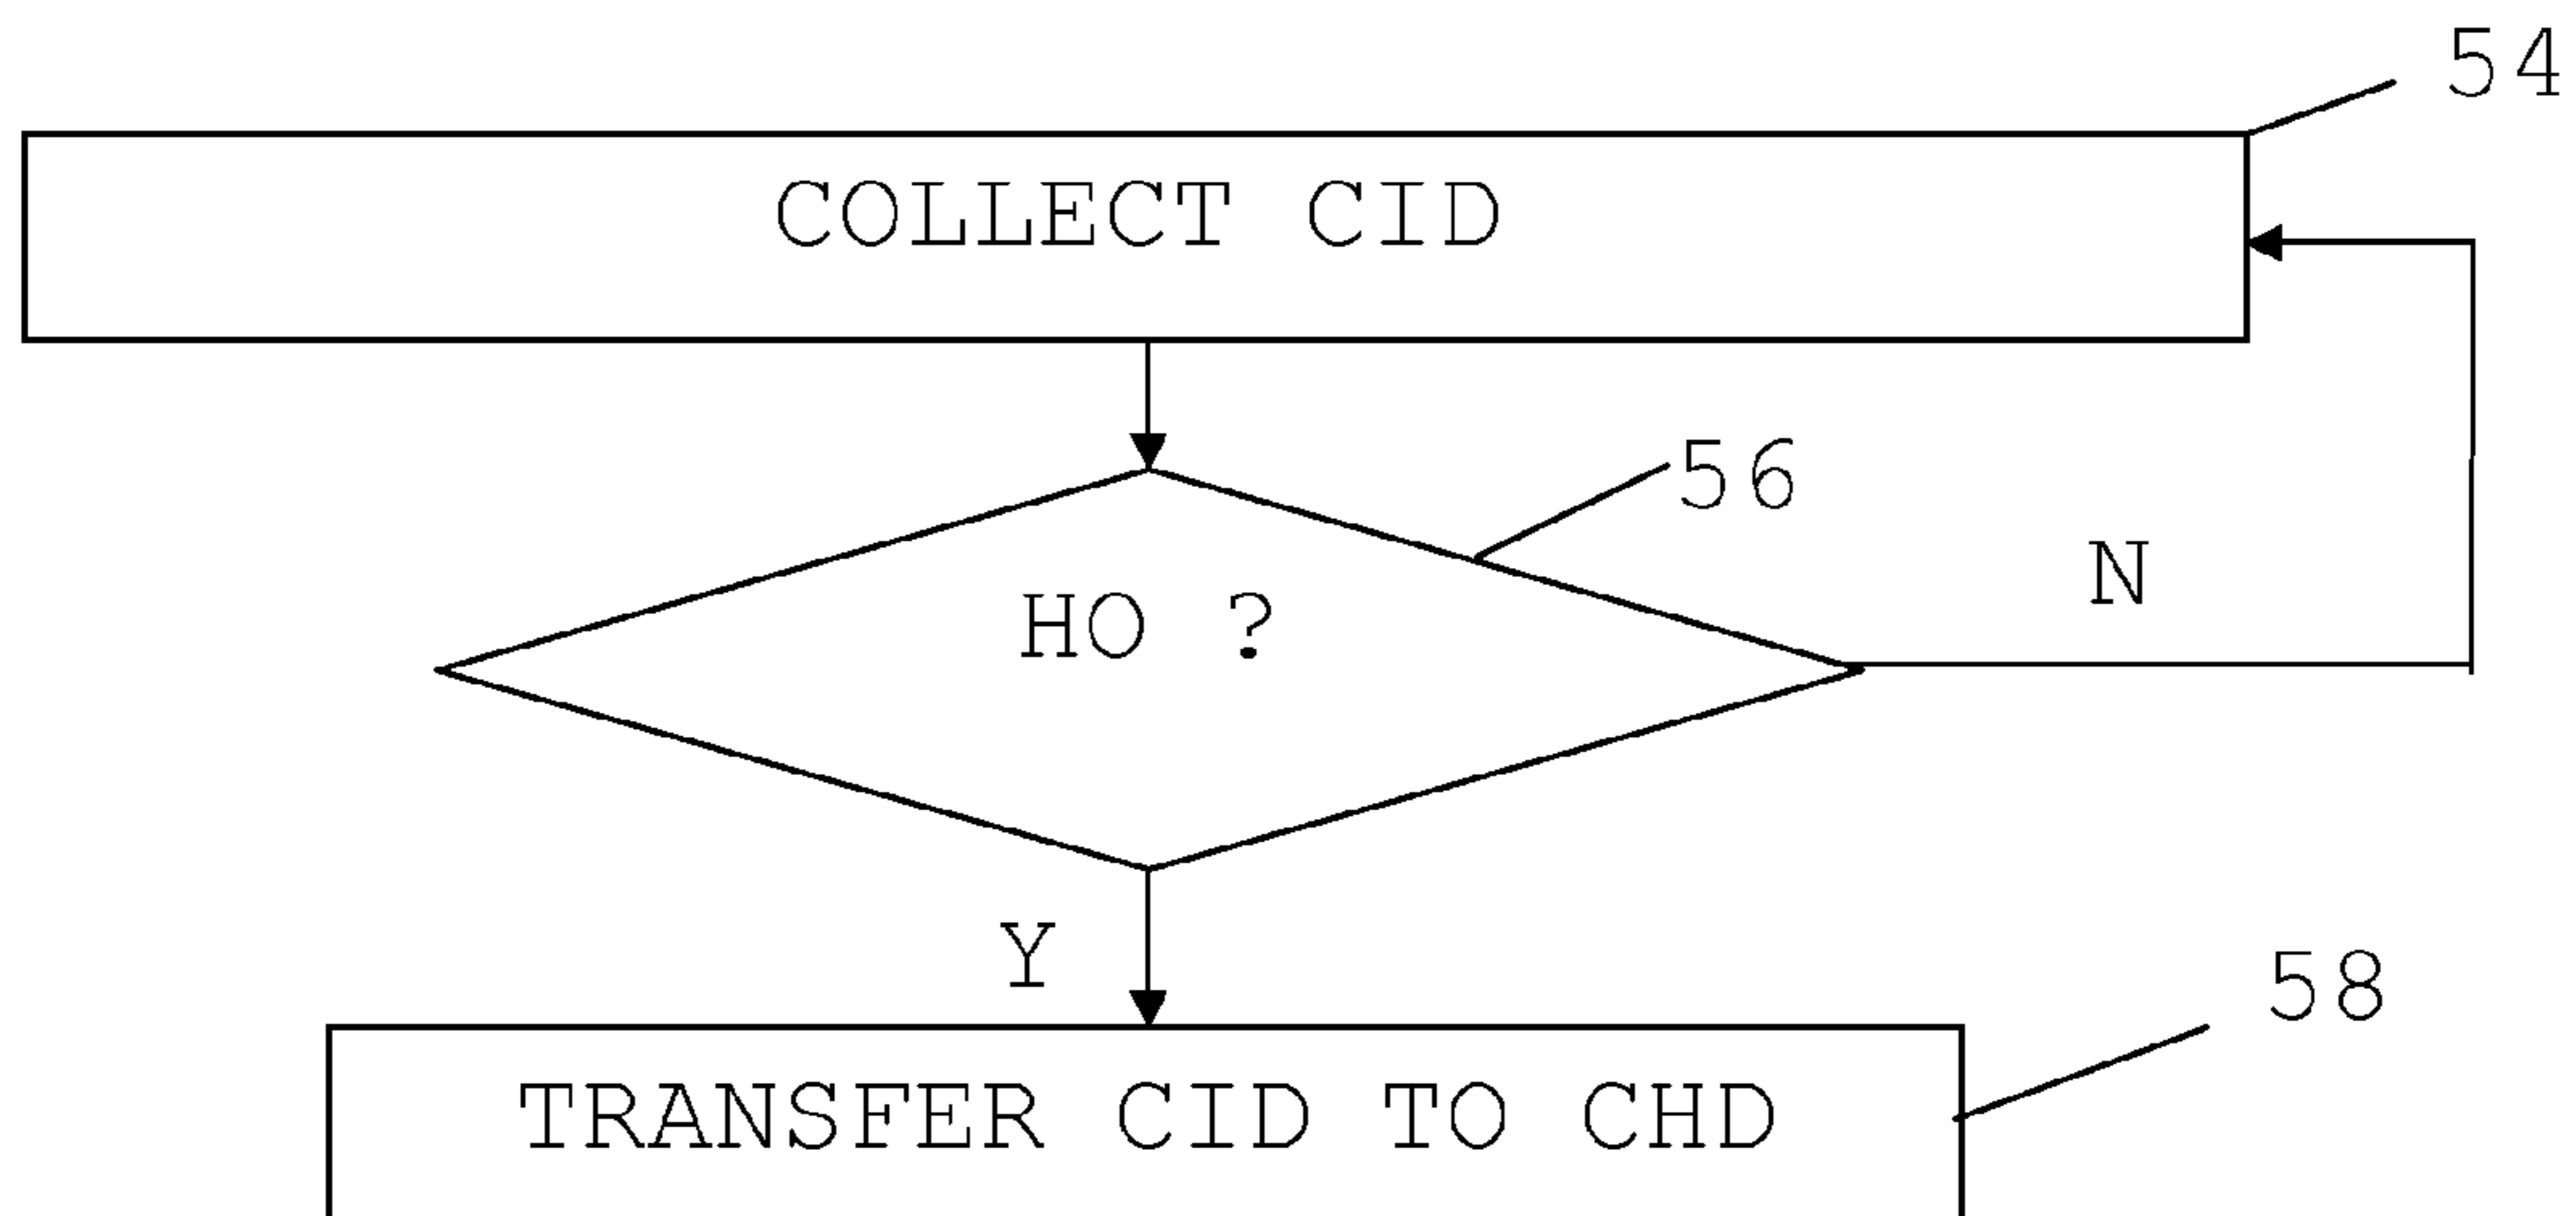 54
COLLECT CID
56
N
HO ?
Y
58
TRANSFER CID TO CHD